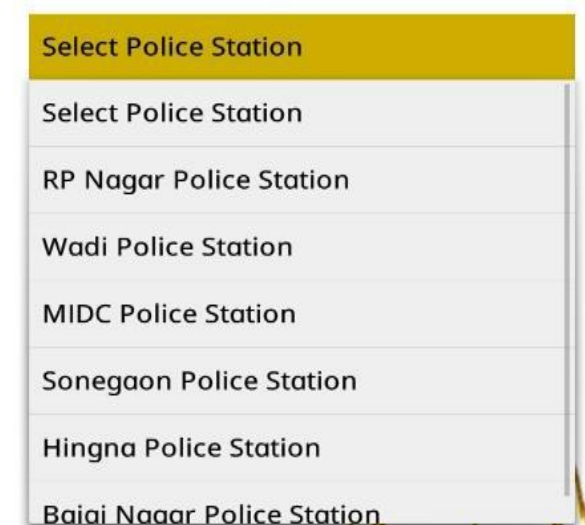 Select Police Station
Select Police Station
RP Nagar Police Station
Wadi Police Station
MIDC Police Station
Sonegaon Police Station
Hingna Police Station
Bajaj Nagar Police Station